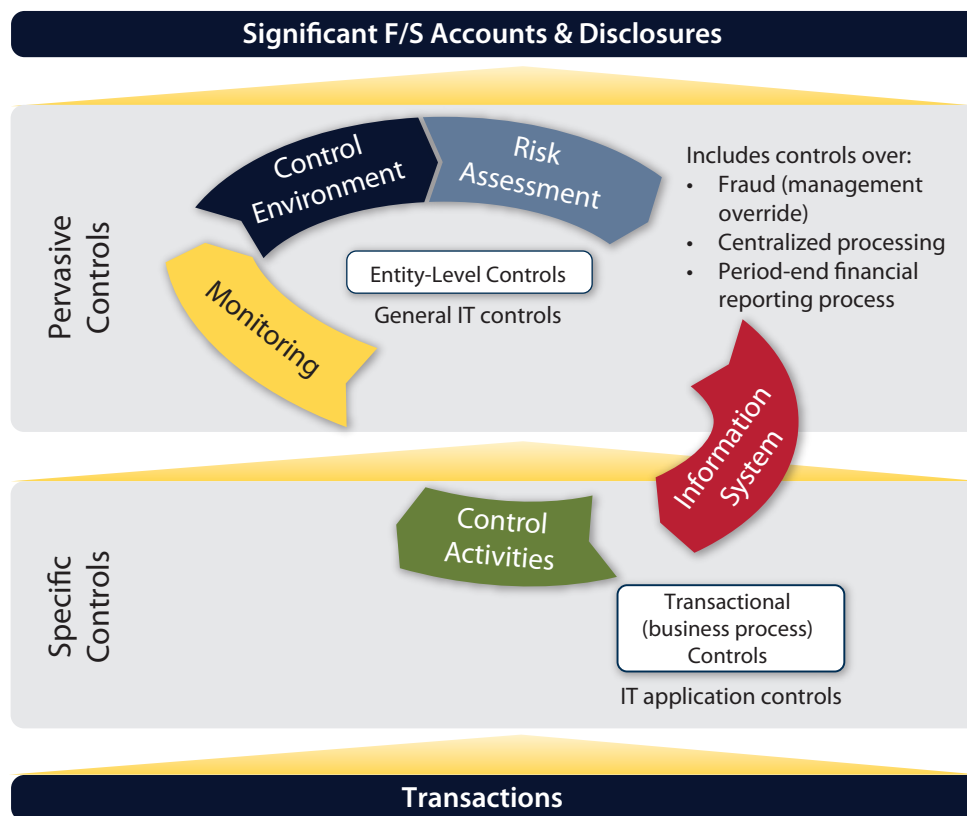 Significant F/S Accounts & Disclosures
Pervasive
Controls
Control
Environment
Risk
Assessment
Includes controls over:
• Fraud (management
override)
• Centralized processing
• Period-end financial
reporting process
Entity-Level Controls
General IT controls
Monitoring
Information
System
Specific
Controls
Control
Activities
Transactional
(business process)
Controls
IT application controls
Transactions